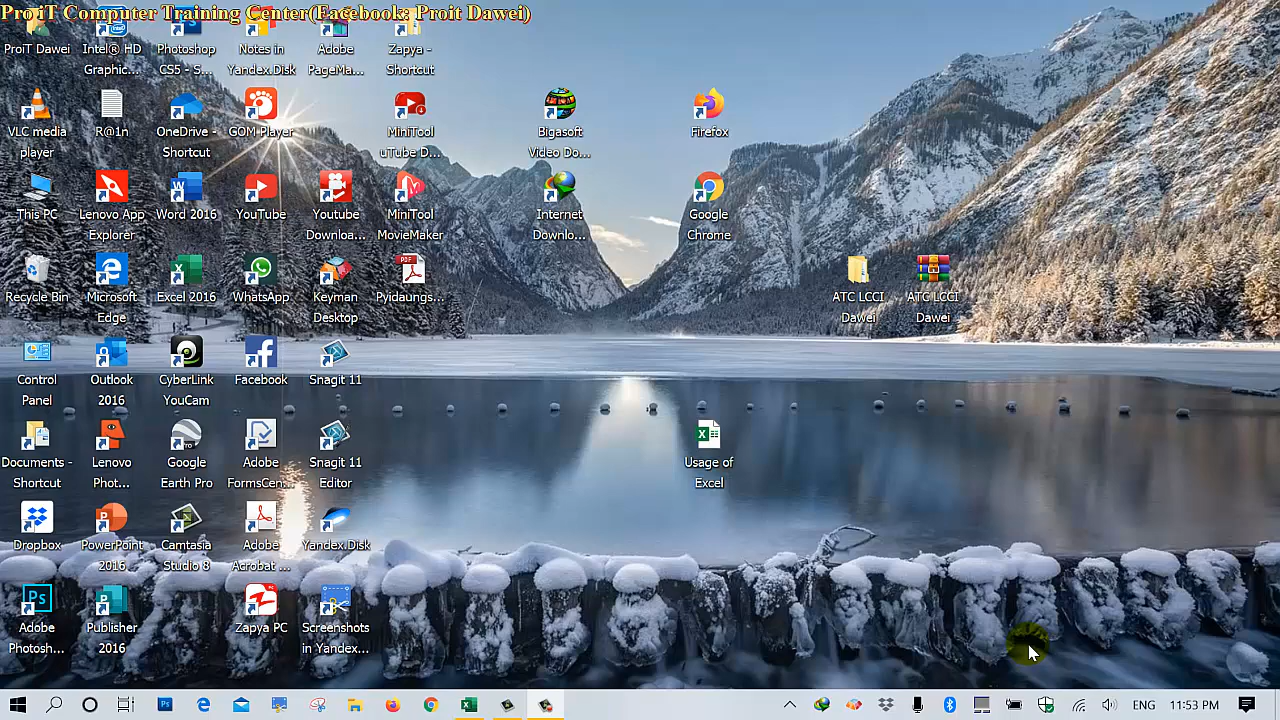 Pro iT Computer Training Center(Facebook: Proit Dawei)
ProiT Dawei
Intel® HD
Graphic...
Photoshop
CS5 - S...
Notes in
Yandex.Disk
Adobe
PageMa...
Zapya -
Shortcut
VLC media
player
R@1n
OneDrive -
Shortcut
GOM Player
MiniTool
uTube D...
Bigasoft
Video Do...
Firefox
This PC
Lenovo App
Explorer
Word 2016
YouTube
Youtube
Downloa...
MiniTool
MovieMaker
Internet
Downlo...
Google
Chrome
Recycle Bin
Microsoft
Edge
Excel 2016
WhatsApp
Keyman
Desktop
PDF
Pyidaungs...
ATC LCCI
Dawei
ATC LCCI
Dawei
Control
Panel
Outlook
2016
CyberLink
YouCam
Facebook
Snagit 11
Documents -
Shortcut
Lenovo
Phot...
Google
Earth Pro
Adobe
FormsCen...
Snagit 11
Editor
Usage of
Excel
Dropbox
PowerPoint
2016
Camtasia
Studio 8
Adobe
Acrobat ...
Yandex.Disk
Adobe
Photosh...
Publisher
2016
Zapya PC
Screenshots
in Yandex...
ENG
11:53 PM